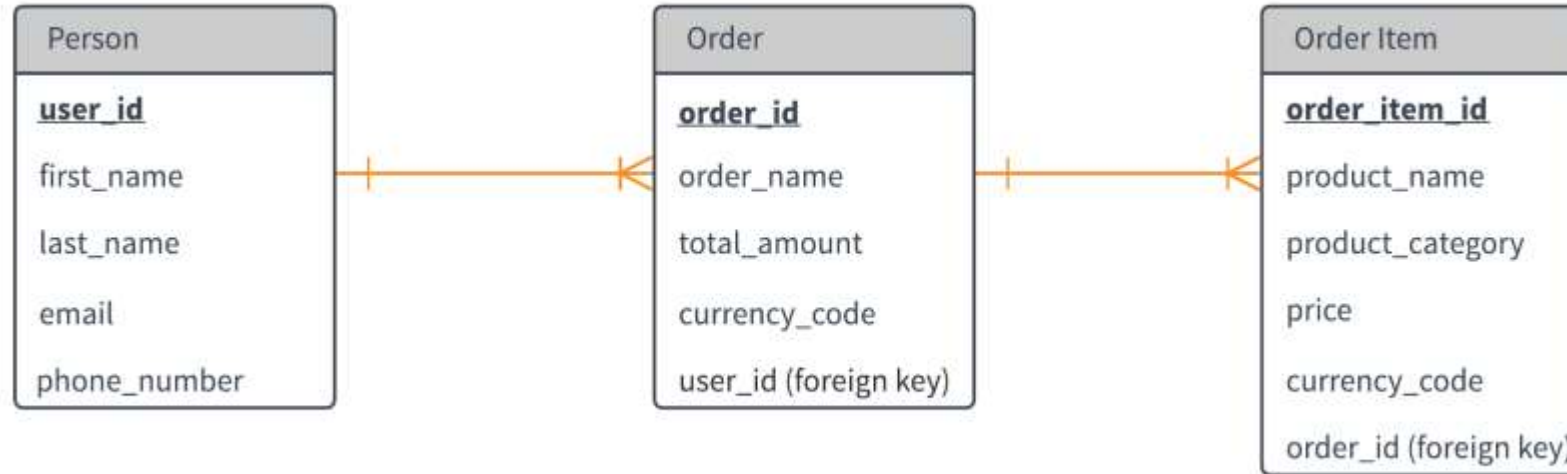 Person
user_id
first_name
last_name
email
phone_number
Order
order_id
order_name
total_amount
currency_code
user_id (foreign key)
Order Item
order_item_id
product_name
product_category
price
currency_code
order_id (foreign key)